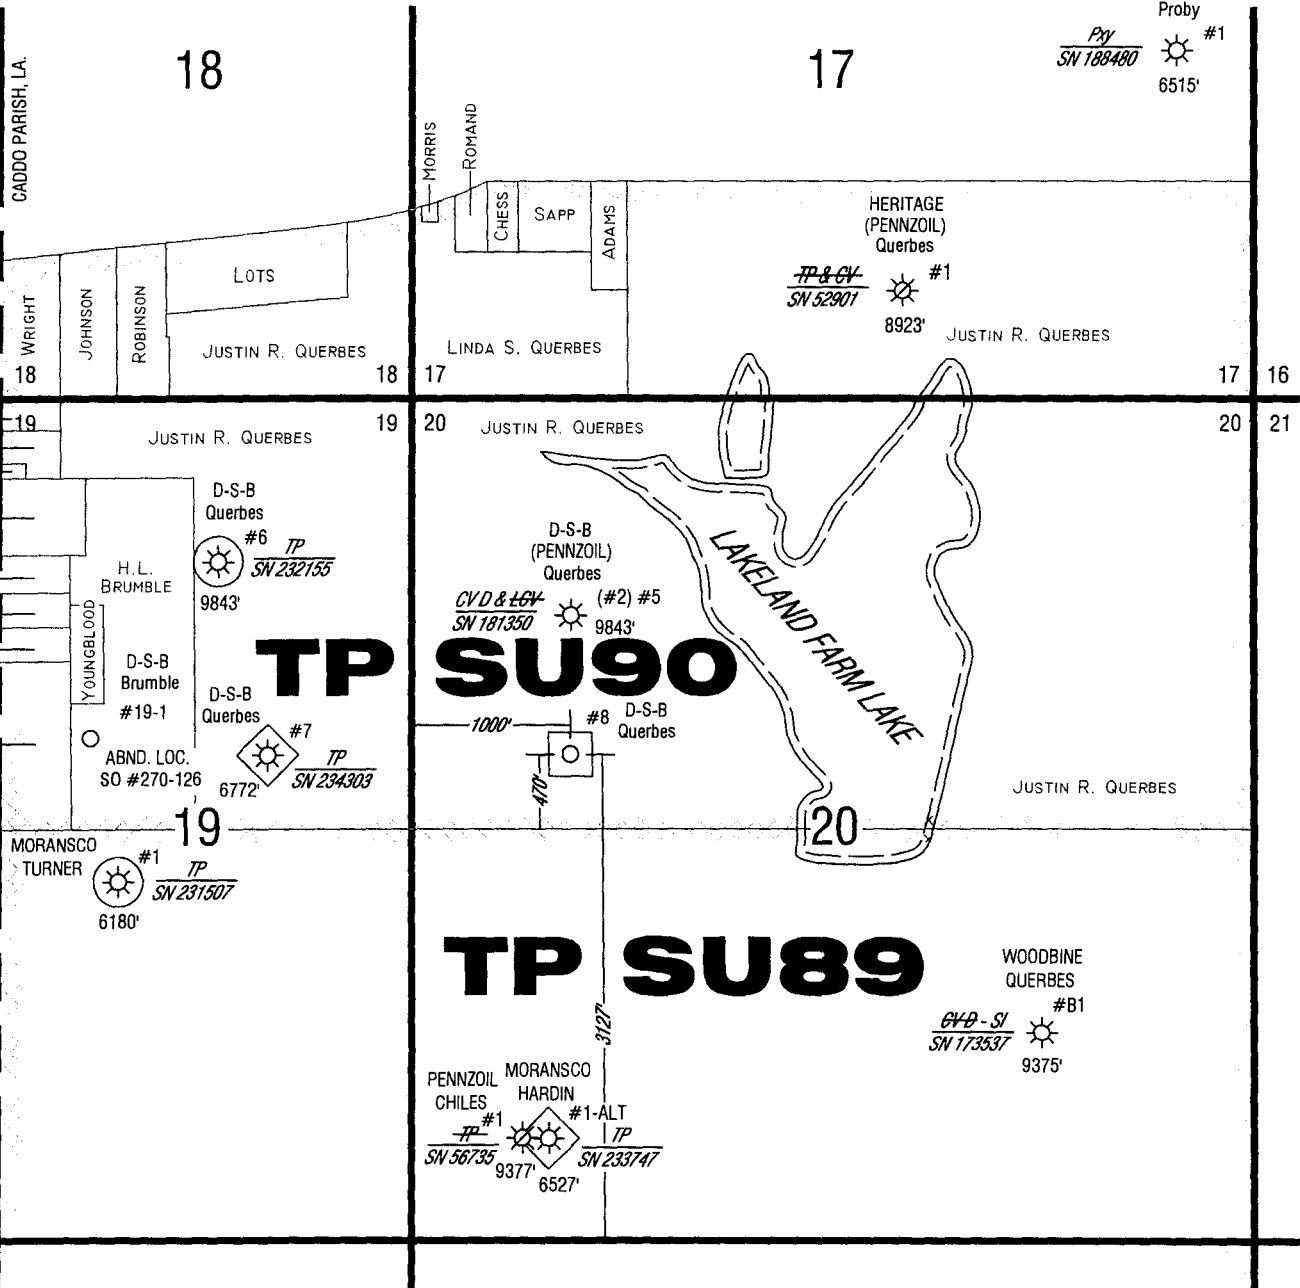 CADDO PARISH, LA.
18
17
Proby
#1
Pxy
SN 188480
6515'
MORRIS
ROMAND
CHESS
SAPP
ADAMS
HERITAGE
(PENNZOIL)
Querbes
#1
TP & CV
SN 52901
8923'
JUSTIN R. QUERBES
WRIGHT
JOHNSON
ROBINSON
LOTS
JUSTIN R. QUERBES
LINDA S. QUERBES
18
18
17
17
16
19
19
20
20
21
JUSTIN R. QUERBES
JUSTIN R. QUERBES
D-S-B
Querbes
#6
TP
SN 232155
9843'
H.L.
BRUMBLE
YOUNGBLOOD
D-S-B
(PENNZOIL)
Querbes
CV D & LCV
SN 181350
(#2) #5
9843'
LAKELAND FARM LAKE
TP SU90
D-S-B
Brumble
#19-1
ABND. LOC.
SO #270-126
D-S-B
Querbes
#7
TP
SN 234303
6772'
1000'
#8
D-S-B
Querbes
470'
JUSTIN R. QUERBES
19
20
MORANSCO
TURNER
#1
TP
SN 231507
6180'
TP SU89
3127'
WOODBINE
QUERBES
#B1
CV D - SI
SN 173537
9375'
PENNZOIL
CHILES
#1
TP
SN 56735
9377'
MORANSCO
HARDIN
#1-ALT
TP
SN 233747
6527'